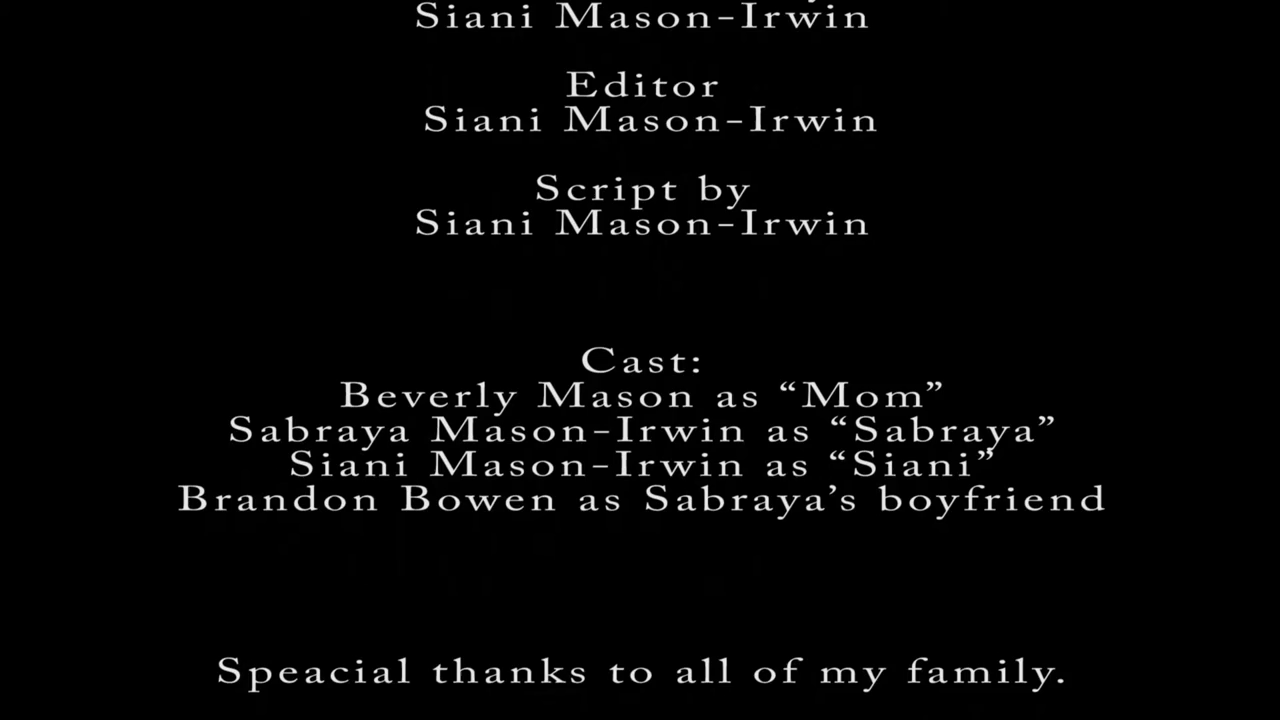 Siani Mason-Irwin
Editor
Siani Mason-Irwin
Script by
Siani Mason-Irwin
Cast:
Beverly Mason as “Mom”
Sabraya Mason-Irwin as “Sabraya”
Siani Mason-Irwin as “Siani”
Brandon Bowen as Sabraya’s boyfriend
Speacial thanks to all of my family.